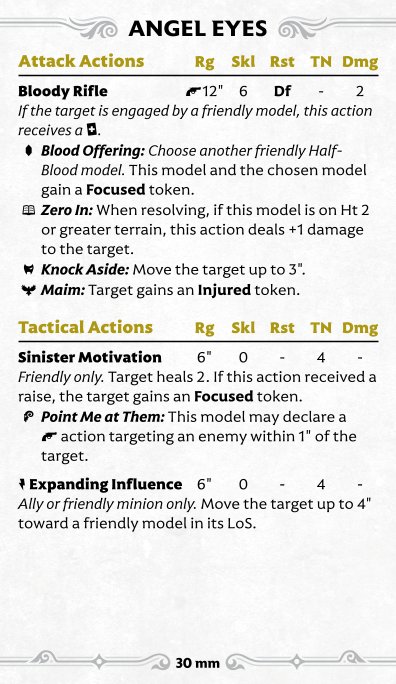 ANGEL EYES
Attack Actions Rg Skl Rst TN Dmg
Bloody Rifle 12" 6 Df - 2
If the target is engaged by a friendly model, this action
receives a .
Blood Offering: Choose another friendly Half-
Blood model. This model and the chosen model
gain a Focused token.
Zero In: When resolving, if this model is on Ht 2
or greater terrain, this action deals +1 damage
to the target.
Knock Aside: Move the target up to 3".
Maim: Target gains an Injured token.
Tactical Actions Rg Skl Rst TN Dmg
Sinister Motivation 6" 0 - 4 -
Friendly only. Target heals 2. If this action received a
raise, the target gains an Focused token.
Point Me at Them: This model may declare a
action targeting an enemy within 1" of the
target.
Expanding Influence 6" 0 - 4 -
Ally or friendly minion only. Move the target up to 4"
toward a friendly model in its LoS.
30 mm